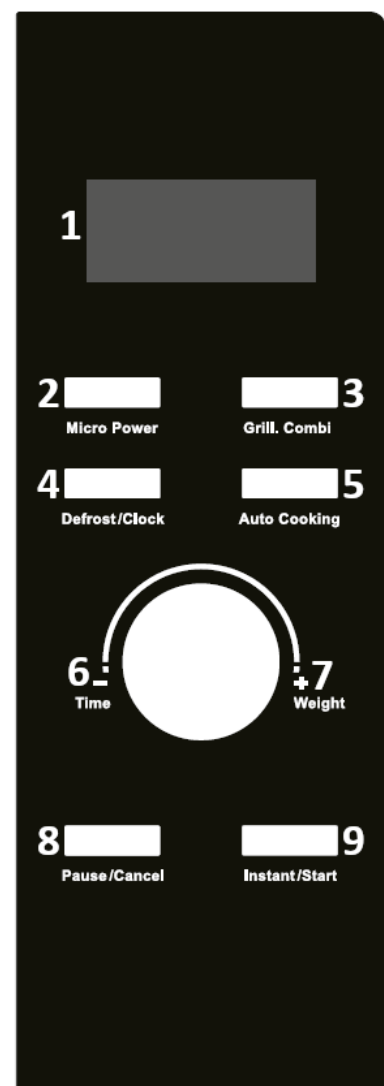 1
2 3
Micro Power Grill. Combi
4 5
Defrost/Clock Auto Cooking
6- +7
Time Weight
8 9
Pause/Cancel Instant/Start